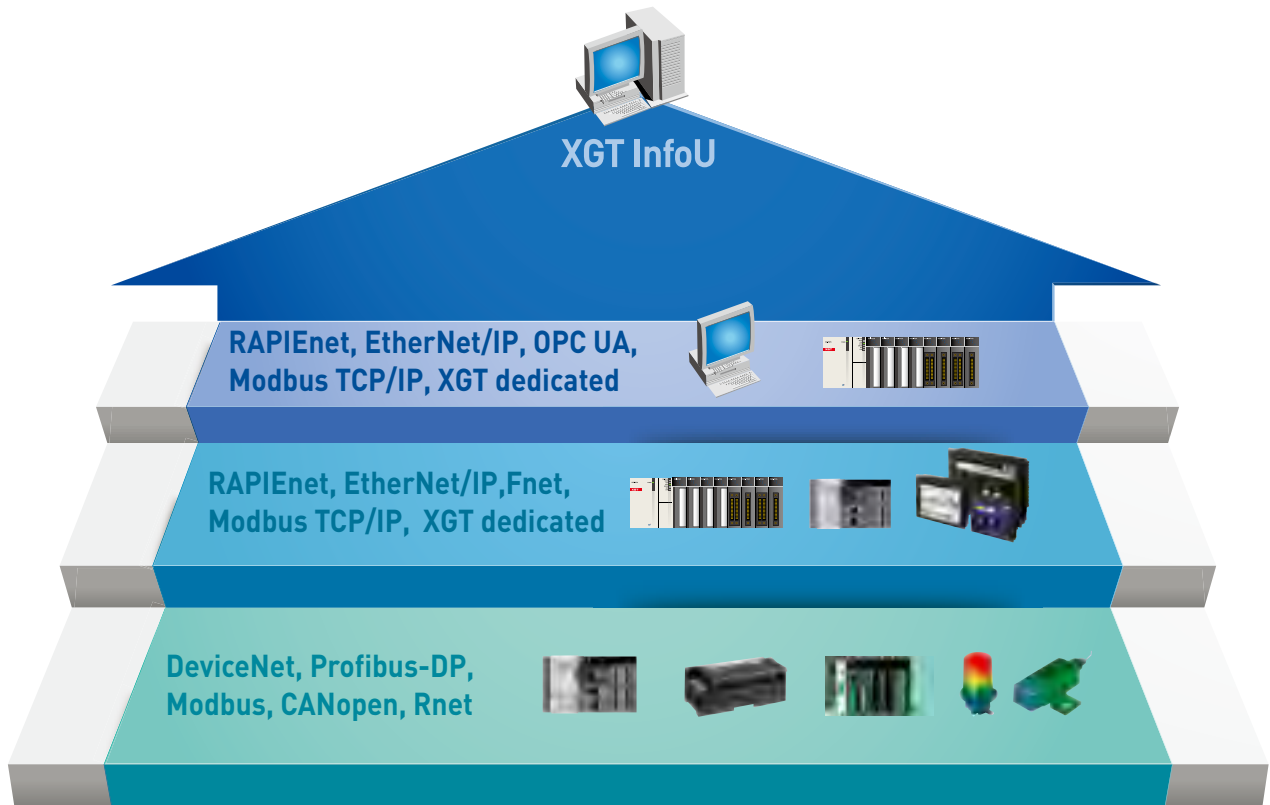 XGT InfoU
RAPIEnet, EtherNet/IP, OPC UA,
Modbus TCP/IP, XGT dedicated
RAPIEnet, EtherNet/IP,Fnet,
Modbus TCP/IP, XGT dedicated
DeviceNet, Profibus-DP,
Modbus, CANopen, Rnet